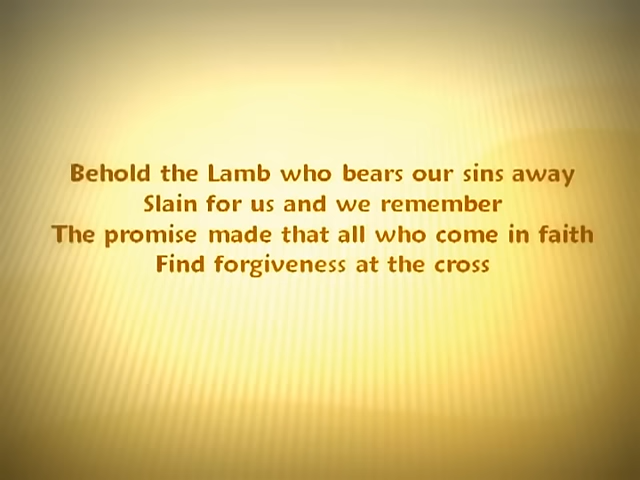 Behold the Lamb who bears our sins away
Slain for us and we remember
The promise made that all who come in faith
Find forgiveness at the cross